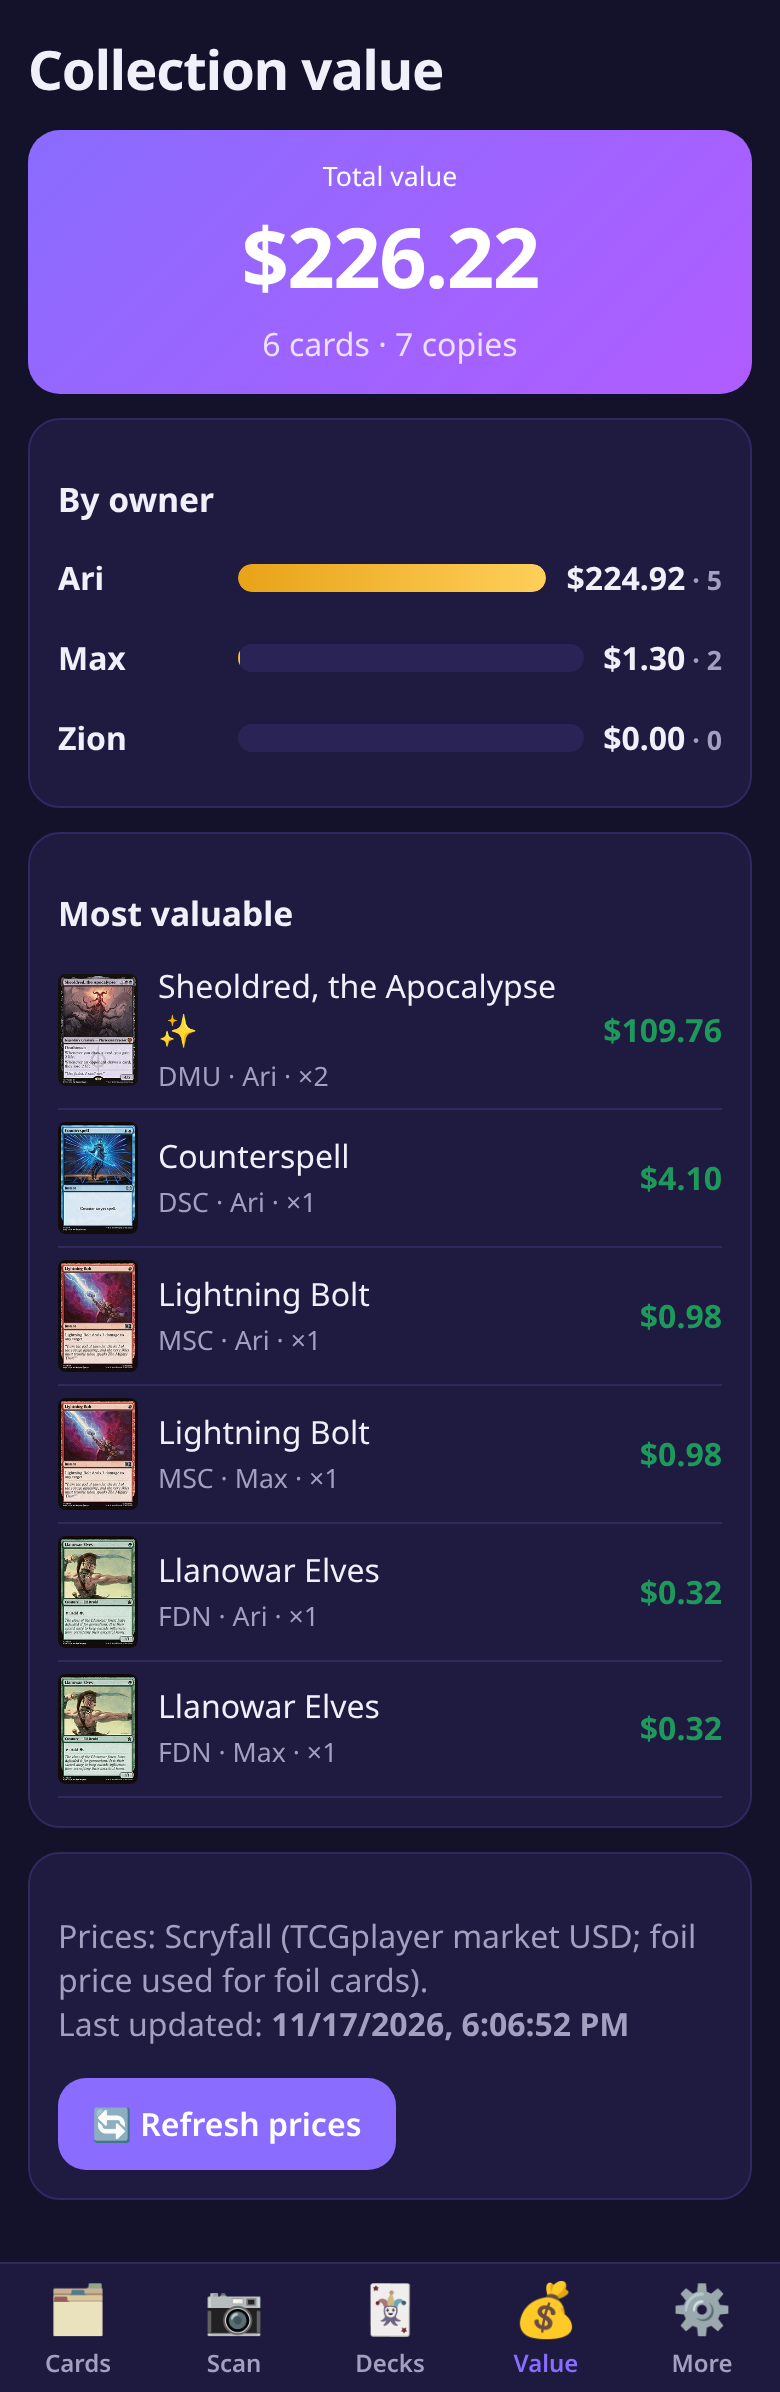 Collection value
Total value
$226.22
6 cards · 7 copies
By owner
Ari $224.92 · 5
Max $1.30 · 2
Zion $0.00 · 0
Most valuable
Sheoldred, the Apocalypse
✨
$109.76
DMU · Ari · ×2
Counterspell
$4.10
DSC · Ari · ×1
Lightning Bolt
$0.98
MSC · Ari · ×1
Lightning Bolt
$0.98
MSC · Max · ×1
Llanowar Elves
$0.32
FDN · Ari · ×1
Llanowar Elves
$0.32
FDN · Max · ×1
Prices: Scryfall (TCGplayer market USD; foil
price used for foil cards).
Last updated: 11/17/2026, 6:06:52 PM
🔄 Refresh prices
Cards Scan Decks Value More